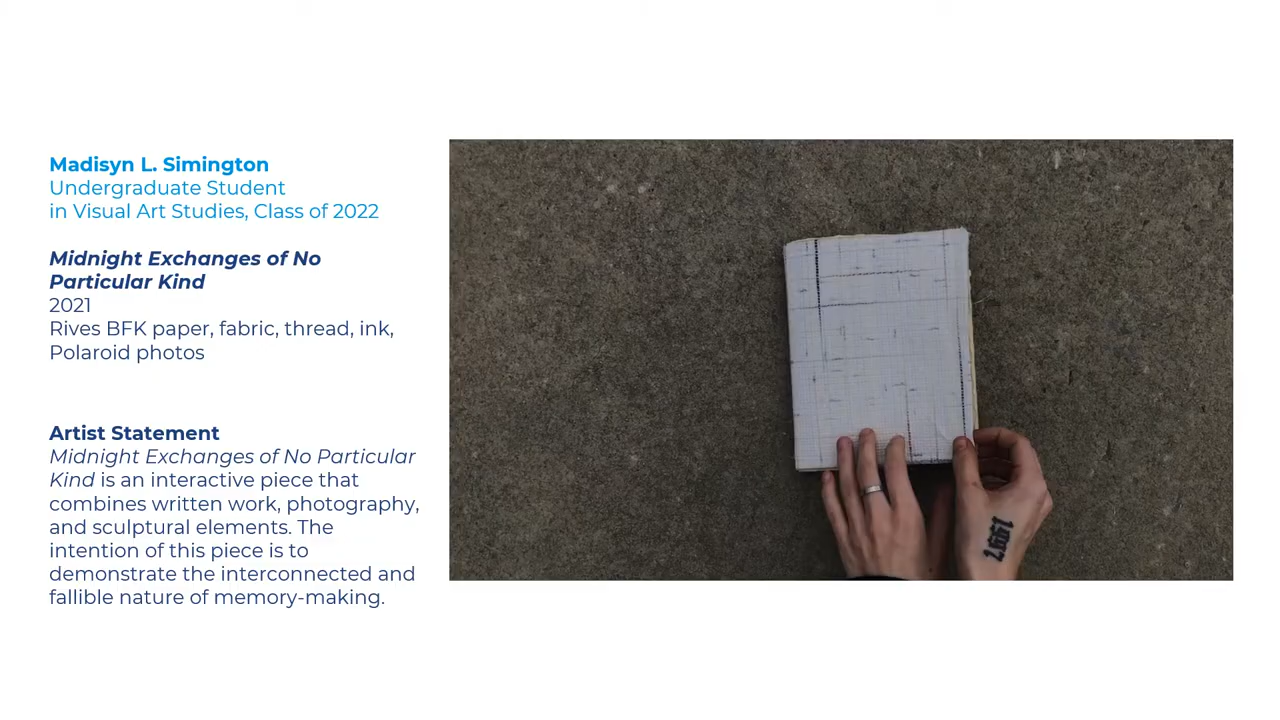 Madisyn L. Simington
Undergraduate Student
in Visual Art Studies, Class of 2022
Midnight Exchanges of No
Particular Kind
2021
Rives BFK paper, fabric, thread, ink,
Polaroid photos
Artist Statement
Midnight Exchanges of No Particular
Kind is an interactive piece that
combines written work, photography,
and sculptural elements. The
intention of this piece is to
demonstrate the interconnected and
fallible nature of memory-making.
1997